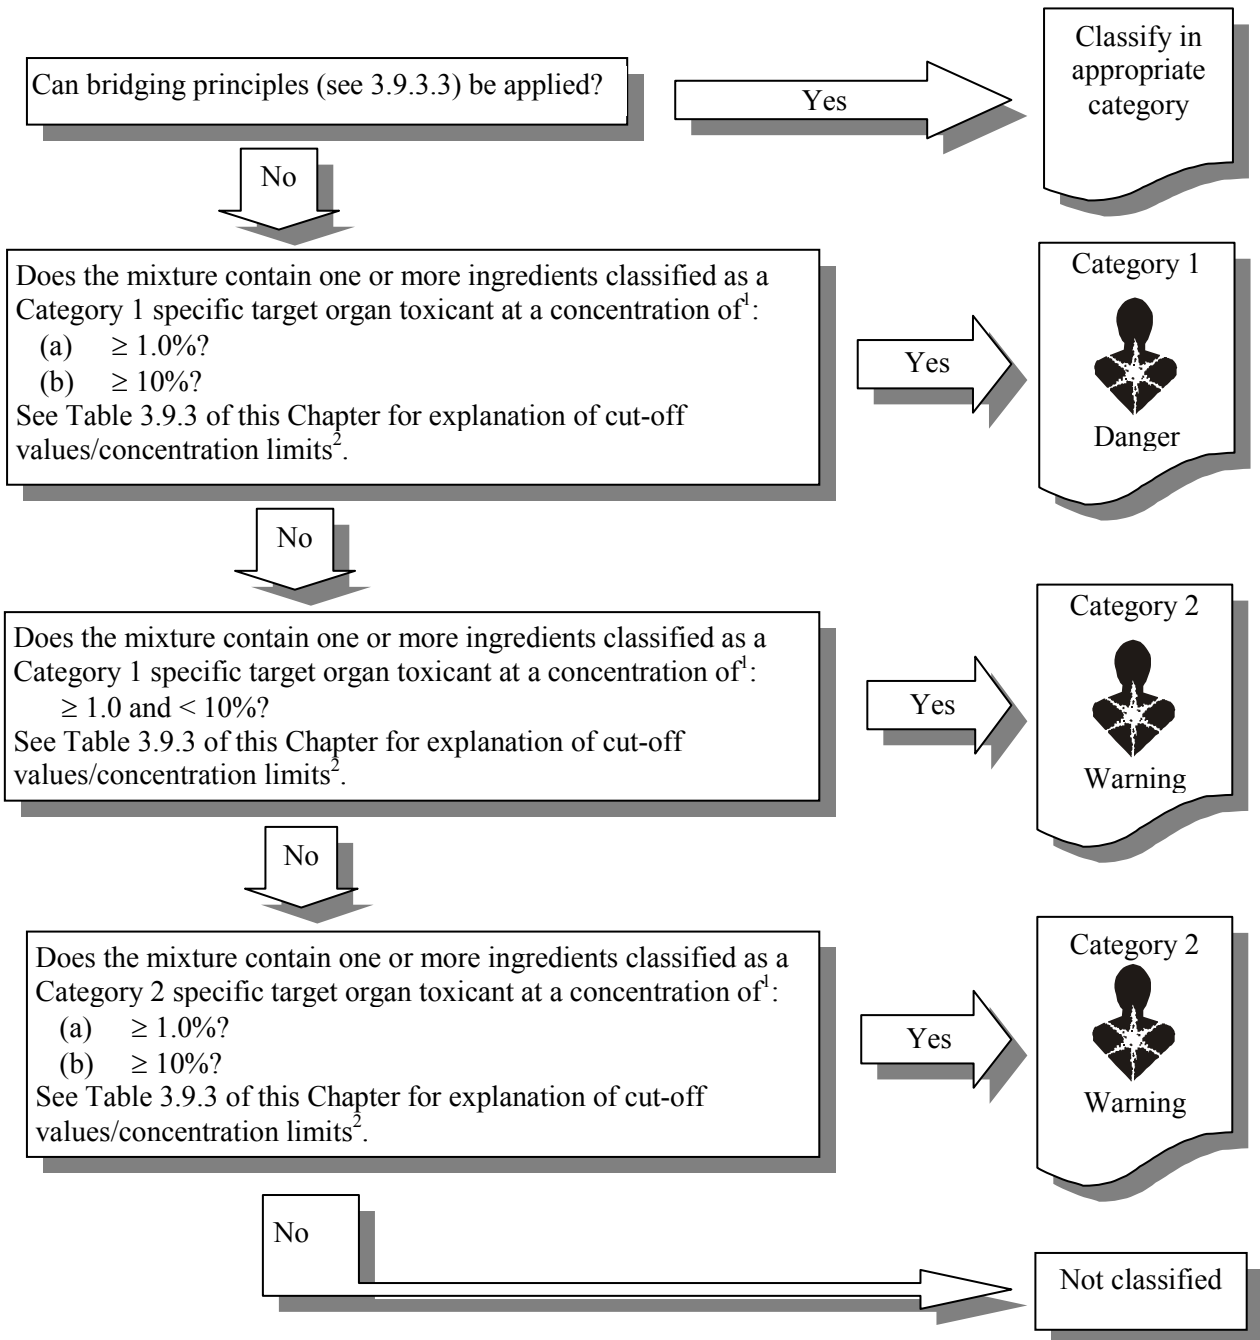 Can bridging principles (see 3.9.3.3) be applied?
Yes
Classify in
appropriate
category
No
Does the mixture contain one or more ingredients classified as a
Category 1 specific target organ toxicant at a concentration of¹:
(a) ≥ 1.0%?
(b) ≥ 10%?
See Table 3.9.3 of this Chapter for explanation of cut-off
values/concentration limits².
Yes
Category 1
Danger
No
Does the mixture contain one or more ingredients classified as a
Category 1 specific target organ toxicant at a concentration of¹:
≥ 1.0 and < 10%?
See Table 3.9.3 of this Chapter for explanation of cut-off
values/concentration limits².
Yes
Category 2
Warning
No
Does the mixture contain one or more ingredients classified as a
Category 2 specific target organ toxicant at a concentration of¹:
(a) ≥ 1.0%?
(b) ≥ 10%?
See Table 3.9.3 of this Chapter for explanation of cut-off
values/concentration limits².
Yes
Category 2
Warning
No
Not classified